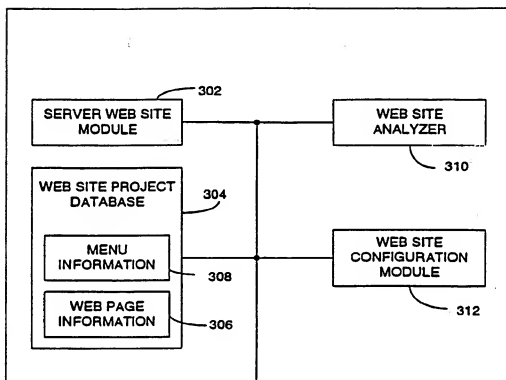 302
SERVER WEB SITE
MODULE
WEB SITE
ANALYZER
310
WEB SITE PROJECT
DATABASE
304
MENU
INFORMATION
308
WEB PAGE
INFORMATION
306
WEB SITE
CONFIGURATION
MODULE
312